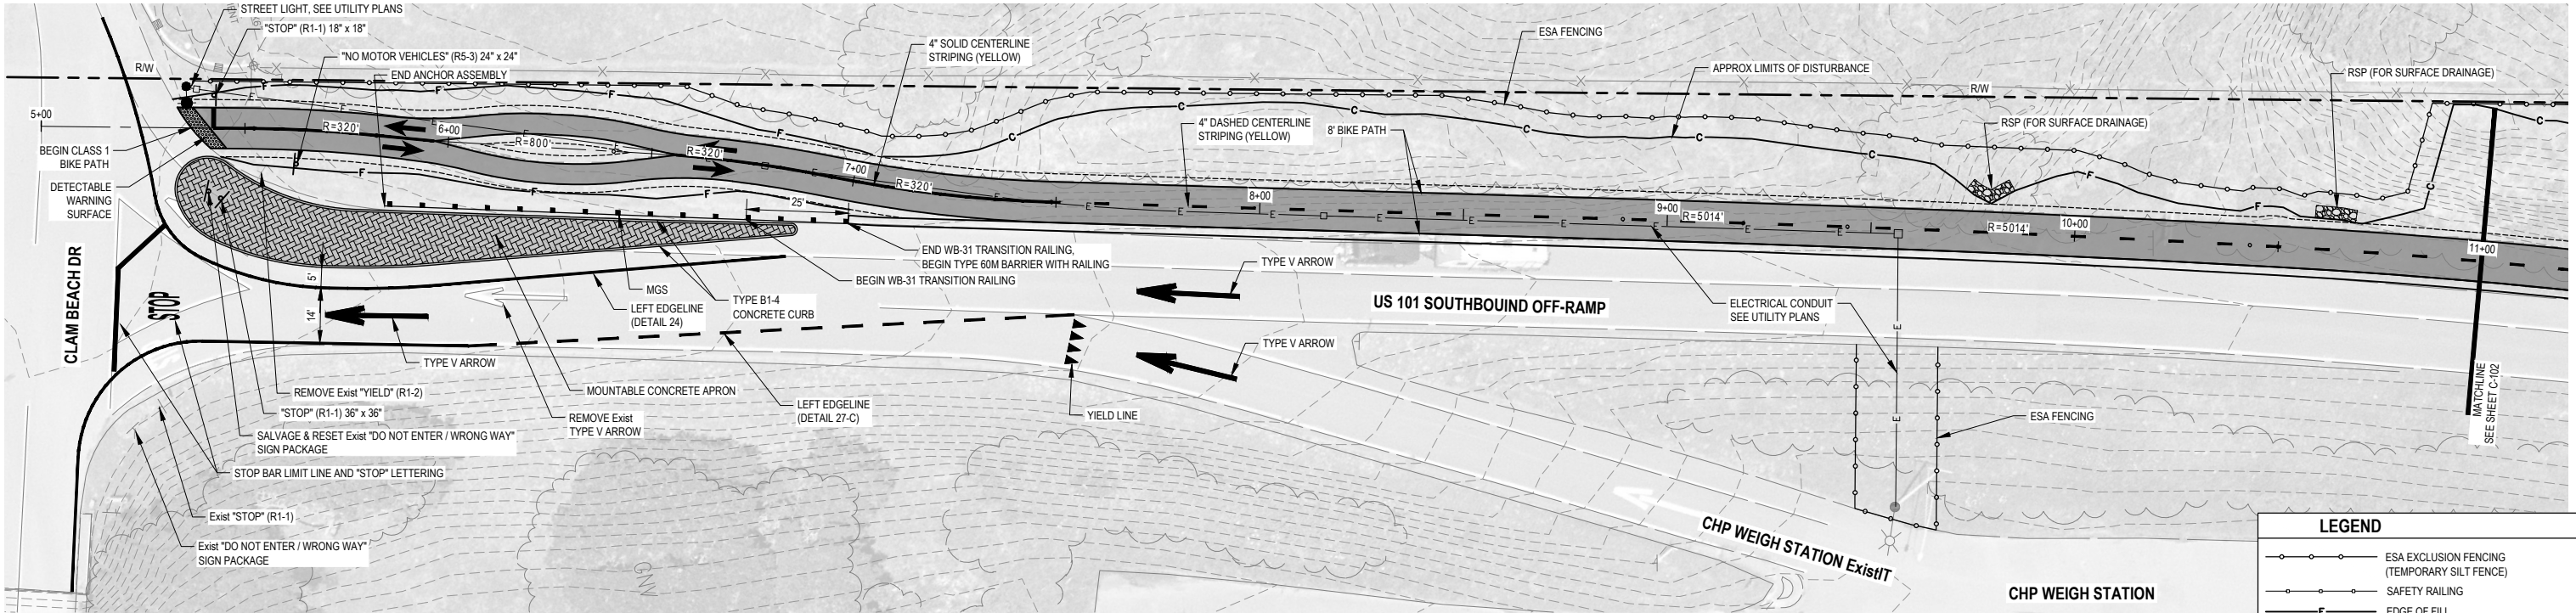 STREET LIGHT, SEE UTILITY PLANS
"STOP" (R1-1) 18" x 18"
"NO MOTOR VEHICLES" (R5-3) 24" x 24"
END ANCHOR ASSEMBLY
R/W
4" SOLID CENTERLINE
STRIPING (YELLOW)
ESA FENCING
APPROX LIMITS OF DISTURBANCE
R/W
RSP (FOR SURFACE DRAINAGE)
RSP (FOR SURFACE DRAINAGE)
4" DASHED CENTERLINE
STRIPING (YELLOW)
8' BIKE PATH
5+00
6+00
7+00
8+00
9+00
10+00
11+00
R=320'
R=800'
R=320'
R=320'
R=5014'
R=5014'
BEGIN CLASS 1
BIKE PATH
DETECTABLE
WARNING
SURFACE
25'
END WB-31 TRANSITION RAILING,
BEGIN TYPE 60M BARRIER WITH RAILING
BEGIN WB-31 TRANSITION RAILING
MGS
TYPE B1-4
CONCRETE CURB
LEFT EDGELINE
(DETAIL 24)
TYPE V ARROW
US 101 SOUTHBOUIND OFF-RAMP
ELECTRICAL CONDUIT
SEE UTILITY PLANS
CLAM BEACH DR
STOP
5'
14'
TYPE V ARROW
TYPE V ARROW
REMOVE Exist "YIELD" (R1-2)
"STOP" (R1-1) 36" x 36"
SALVAGE & RESET Exist "DO NOT ENTER / WRONG WAY"
SIGN PACKAGE
STOP BAR LIMIT LINE AND "STOP" LETTERING
MOUNTABLE CONCRETE APRON
REMOVE Exist
TYPE V ARROW
LEFT EDGELINE
(DETAIL 27-C)
YIELD LINE
ESA FENCING
MATCHLINE
SEE SHEET C-102
Exist "STOP" (R1-1)
Exist "DO NOT ENTER / WRONG WAY"
SIGN PACKAGE
CHP WEIGH STATION ExistIT
CHP WEIGH STATION
LEGEND
ESA EXCLUSION FENCING
(TEMPORARY SILT FENCE)
SAFETY RAILING
F
EDGE OF FILL